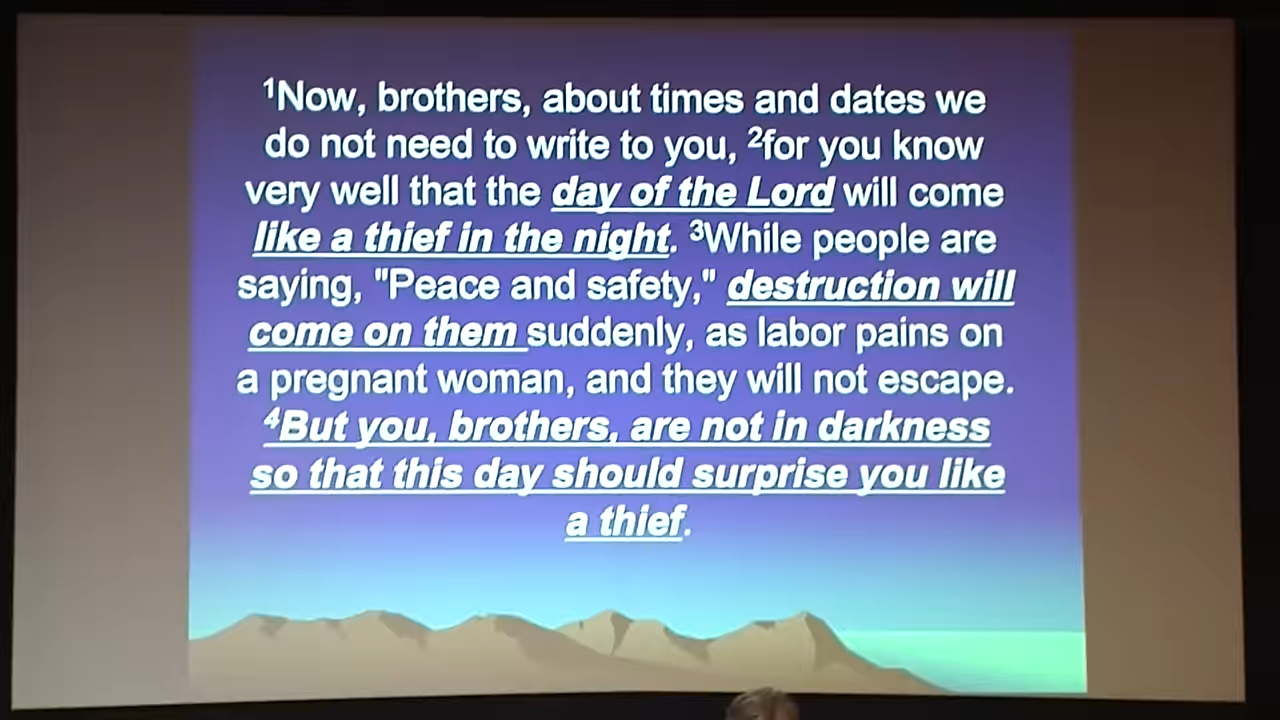 ¹Now, brothers, about times and dates we
do not need to write to you, ²for you know
very well that the day of the Lord will come
like a thief in the night. ³While people are
saying, "Peace and safety," destruction will
come on them suddenly, as labor pains on
a pregnant woman, and they will not escape.
⁴But you, brothers, are not in darkness
so that this day should surprise you like
a thief.